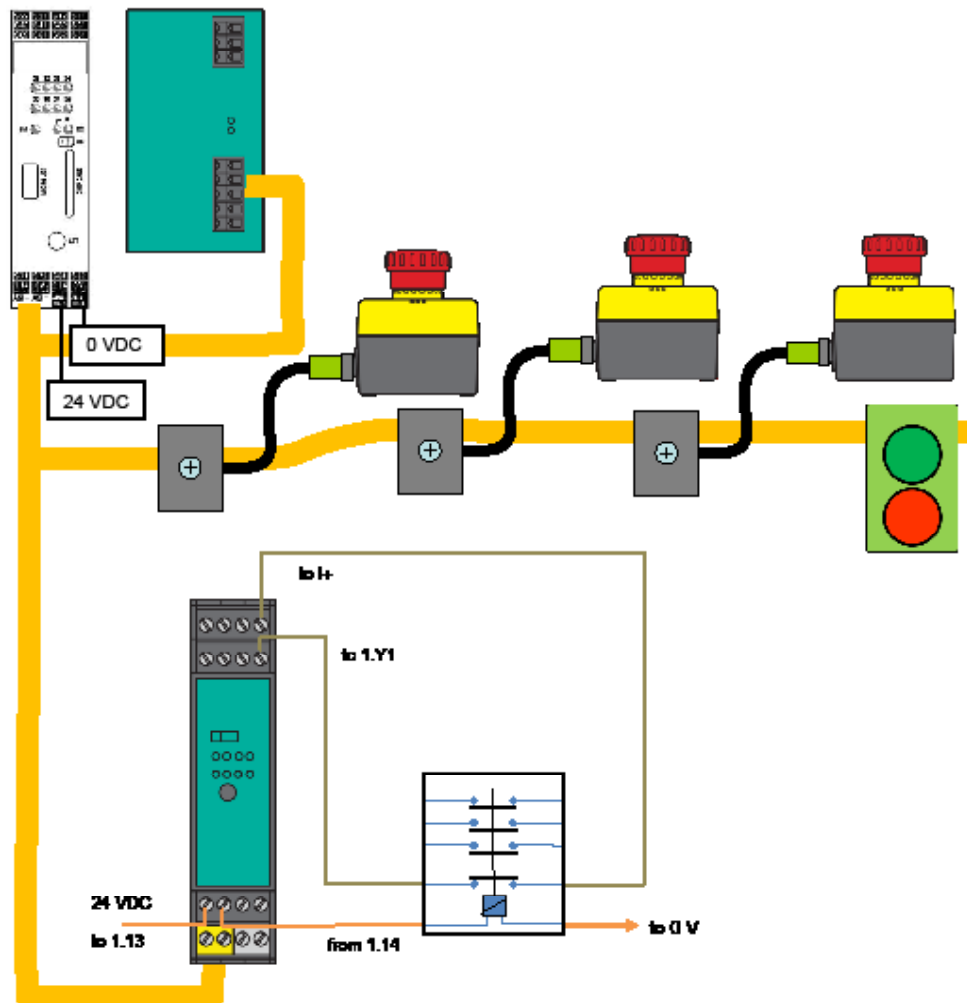 0 VDC
24 VDC
to I+
to 1.Y1
24 VDC
to 1.13
from 1.14
to 0 V